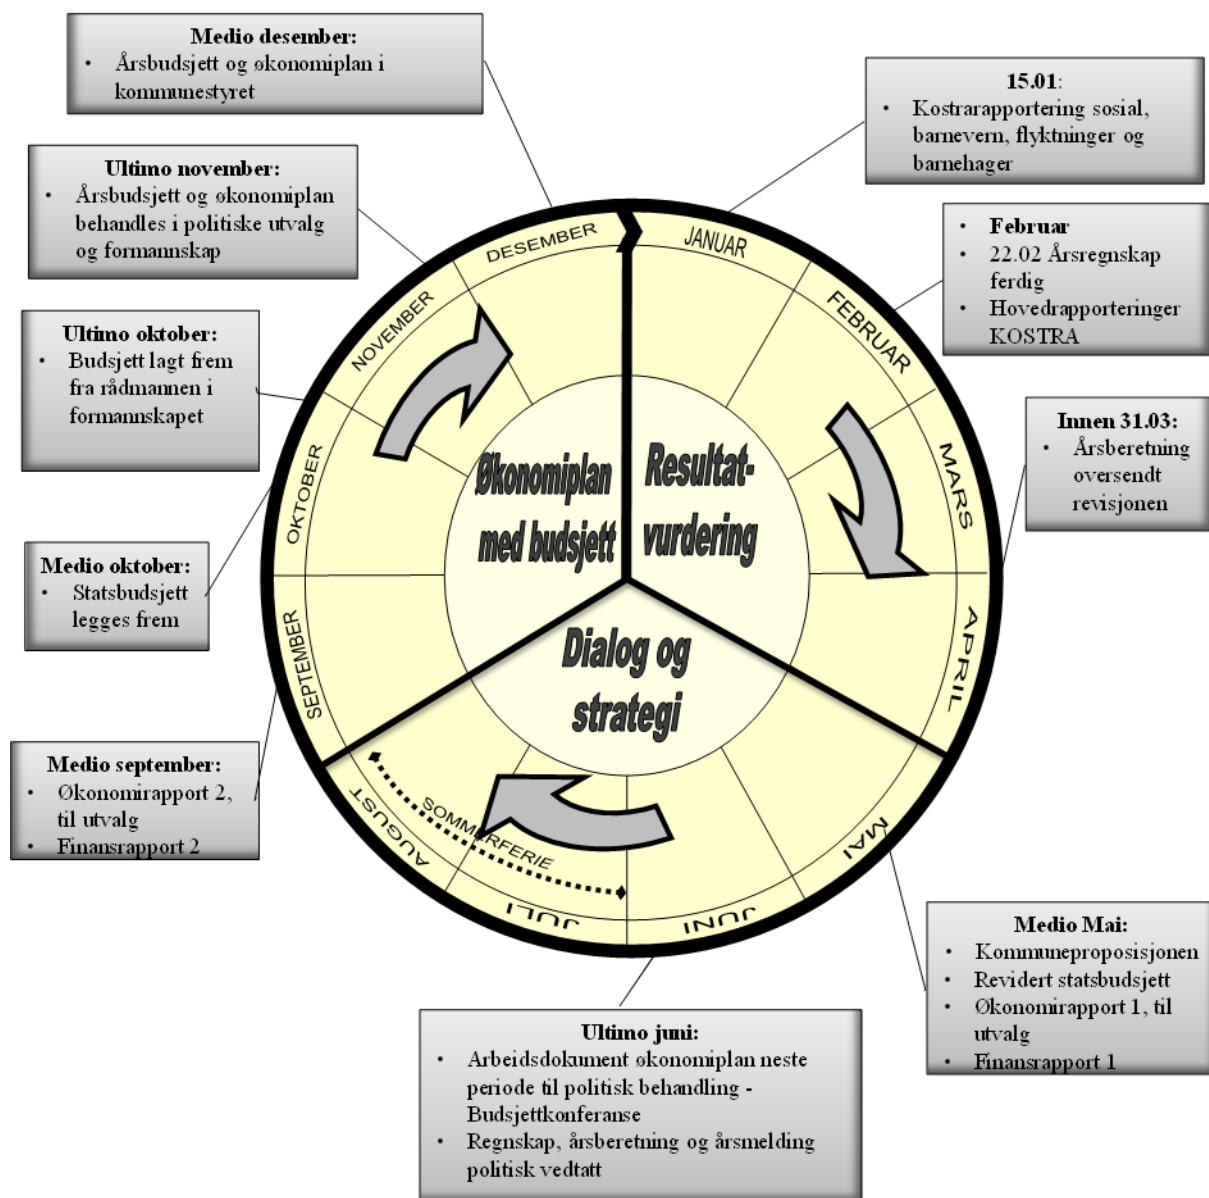 Medio desember:
• Årsbudsjett og økonomiplan i
kommunestyret
15.01:
• Kostrarapportering sosial,
barnevern, flyktninger og
barnehager
Ultimo november:
• Årsbudsjett og økonomiplan
behandles i politiske utvalg
og formannskap
• Februar
• 22.02 Årsregnskap
ferdig
• Hovedrapporteringer
KOSTRA
Ultimo oktober:
• Budsjett lagt frem
fra rådmannen i
formannskapet
Innen 31.03:
• Årsberetning
oversendt
revisjonen
Medio oktober:
• Statsbudsjett
legges frem
Medio september:
• Økonomirapport 2,
til utvalg
• Finansrapport 2
Medio Mai:
• Kommuneproposisjonen
• Revidert statsbudsjett
• Økonomirapport 1, til
utvalg
• Finansrapport 1
Ultimo juni:
• Arbeidsdokument økonomiplan neste
periode til politisk behandling -
Budsjettkonferanse
• Regnskap, årsberetning og årsmelding
politisk vedtatt
JANUAR
FEBRUAR
MARS
APRIL
MAI
JUNI
JULI
AUGUST
SEPTEMBER
OKTOBER
NOVEMBER
DESEMBER
SOMMERFERIE
Økonomiplan
med budsjett
Resultat-
vurdering
Dialog og
strategi